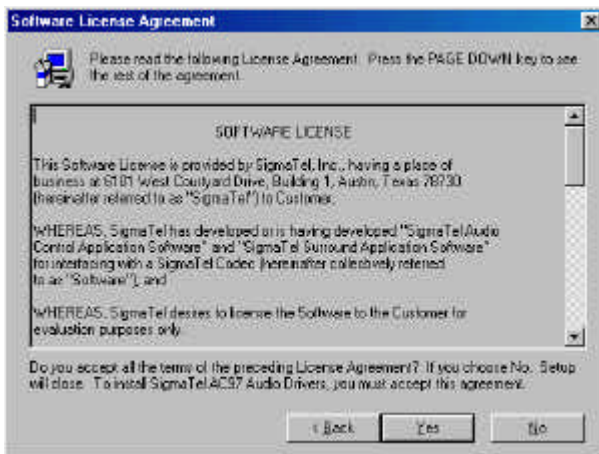 Software License Agreement
Please read the following License Agreement. Press the PAGE DOWN key to see
the rest of the agreement.
SOFTWARE LICENSE
This Software License is provided by SigmaTel, Inc., having a place of
business at 6101 West Courtyard Drive, Building 1, Austin, Texas 78730
(hereinafter referred to as "SigmaTel") to Customer;
WHEREAS, SigmaTel has developed or is having developed "SigmaTel Audio
Control Application Software" and "SigmaTel Surround Application Software"
for interfacing with a SigmaTel Codec (hereinafter collectively referred
to as "Software"), and
WHEREAS, SigmaTel desires to license the Software to the Customer for
evaluation purposes only.
Do you accept all the terms of the preceding License Agreement? If you choose No, Setup
will close. To install SigmaTel AC97 Audio Drivers, you must accept this agreement.
< Back
Yes
No